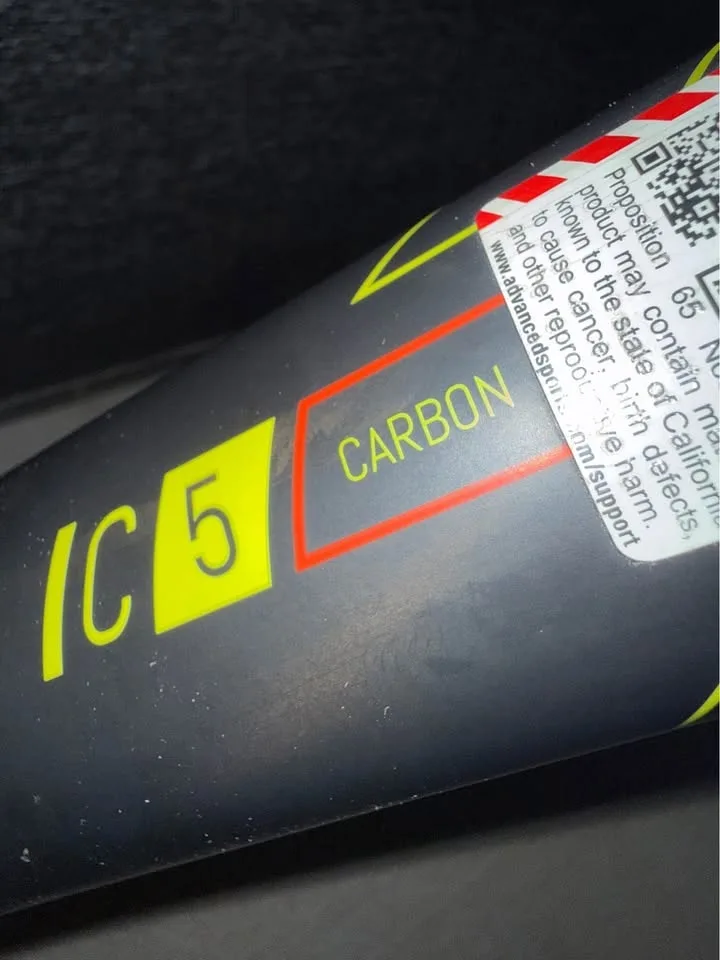 IC5
CARBON
Proposition 65
product may contain
known to the state of
to cause cancer, birth defects,
and other harm.